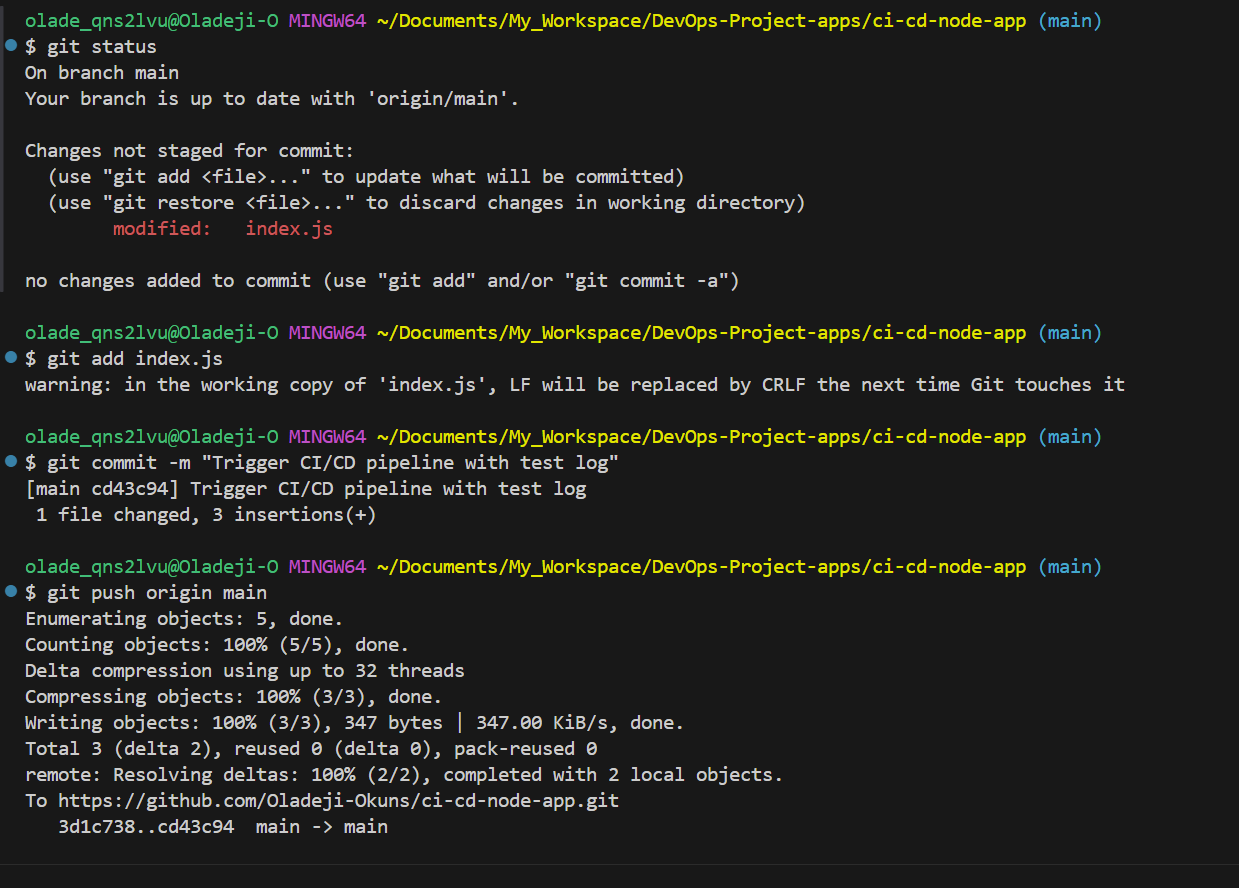 olade_qns2lvu@Oladeji-O MINGW64 ~/Documents/My_Workspace/DevOps-Project-apps/ci-cd-node-app (main)
$ git status
On branch main
Your branch is up to date with 'origin/main'.
Changes not staged for commit:
  (use "git add <file>..." to update what will be committed)
  (use "git restore <file>..." to discard changes in working directory)
        modified:   index.js
no changes added to commit (use "git add" and/or "git commit -a")
olade_qns2lvu@Oladeji-O MINGW64 ~/Documents/My_Workspace/DevOps-Project-apps/ci-cd-node-app (main)
$ git add index.js
warning: in the working copy of 'index.js', LF will be replaced by CRLF the next time Git touches it
olade_qns2lvu@Oladeji-O MINGW64 ~/Documents/My_Workspace/DevOps-Project-apps/ci-cd-node-app (main)
$ git commit -m "Trigger CI/CD pipeline with test log"
[main cd43c94] Trigger CI/CD pipeline with test log
 1 file changed, 3 insertions(+)
olade_qns2lvu@Oladeji-O MINGW64 ~/Documents/My_Workspace/DevOps-Project-apps/ci-cd-node-app (main)
$ git push origin main
Enumerating objects: 5, done.
Counting objects: 100% (5/5), done.
Delta compression using up to 32 threads
Compressing objects: 100% (3/3), done.
Writing objects: 100% (3/3), 347 bytes | 347.00 KiB/s, done.
Total 3 (delta 2), reused 0 (delta 0), pack-reused 0
remote: Resolving deltas: 100% (2/2), completed with 2 local objects.
To https://github.com/Oladeji-Okuns/ci-cd-node-app.git
   3d1c738..cd43c94  main -> main